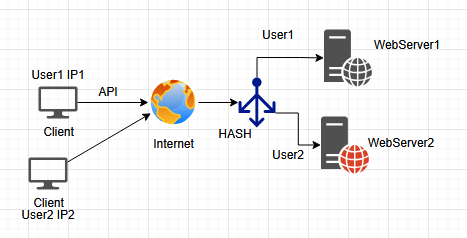 User1
WebServer1
User1 IP1
API
Client
Internet
HASH
WebServer2
User2
Client
User2 IP2